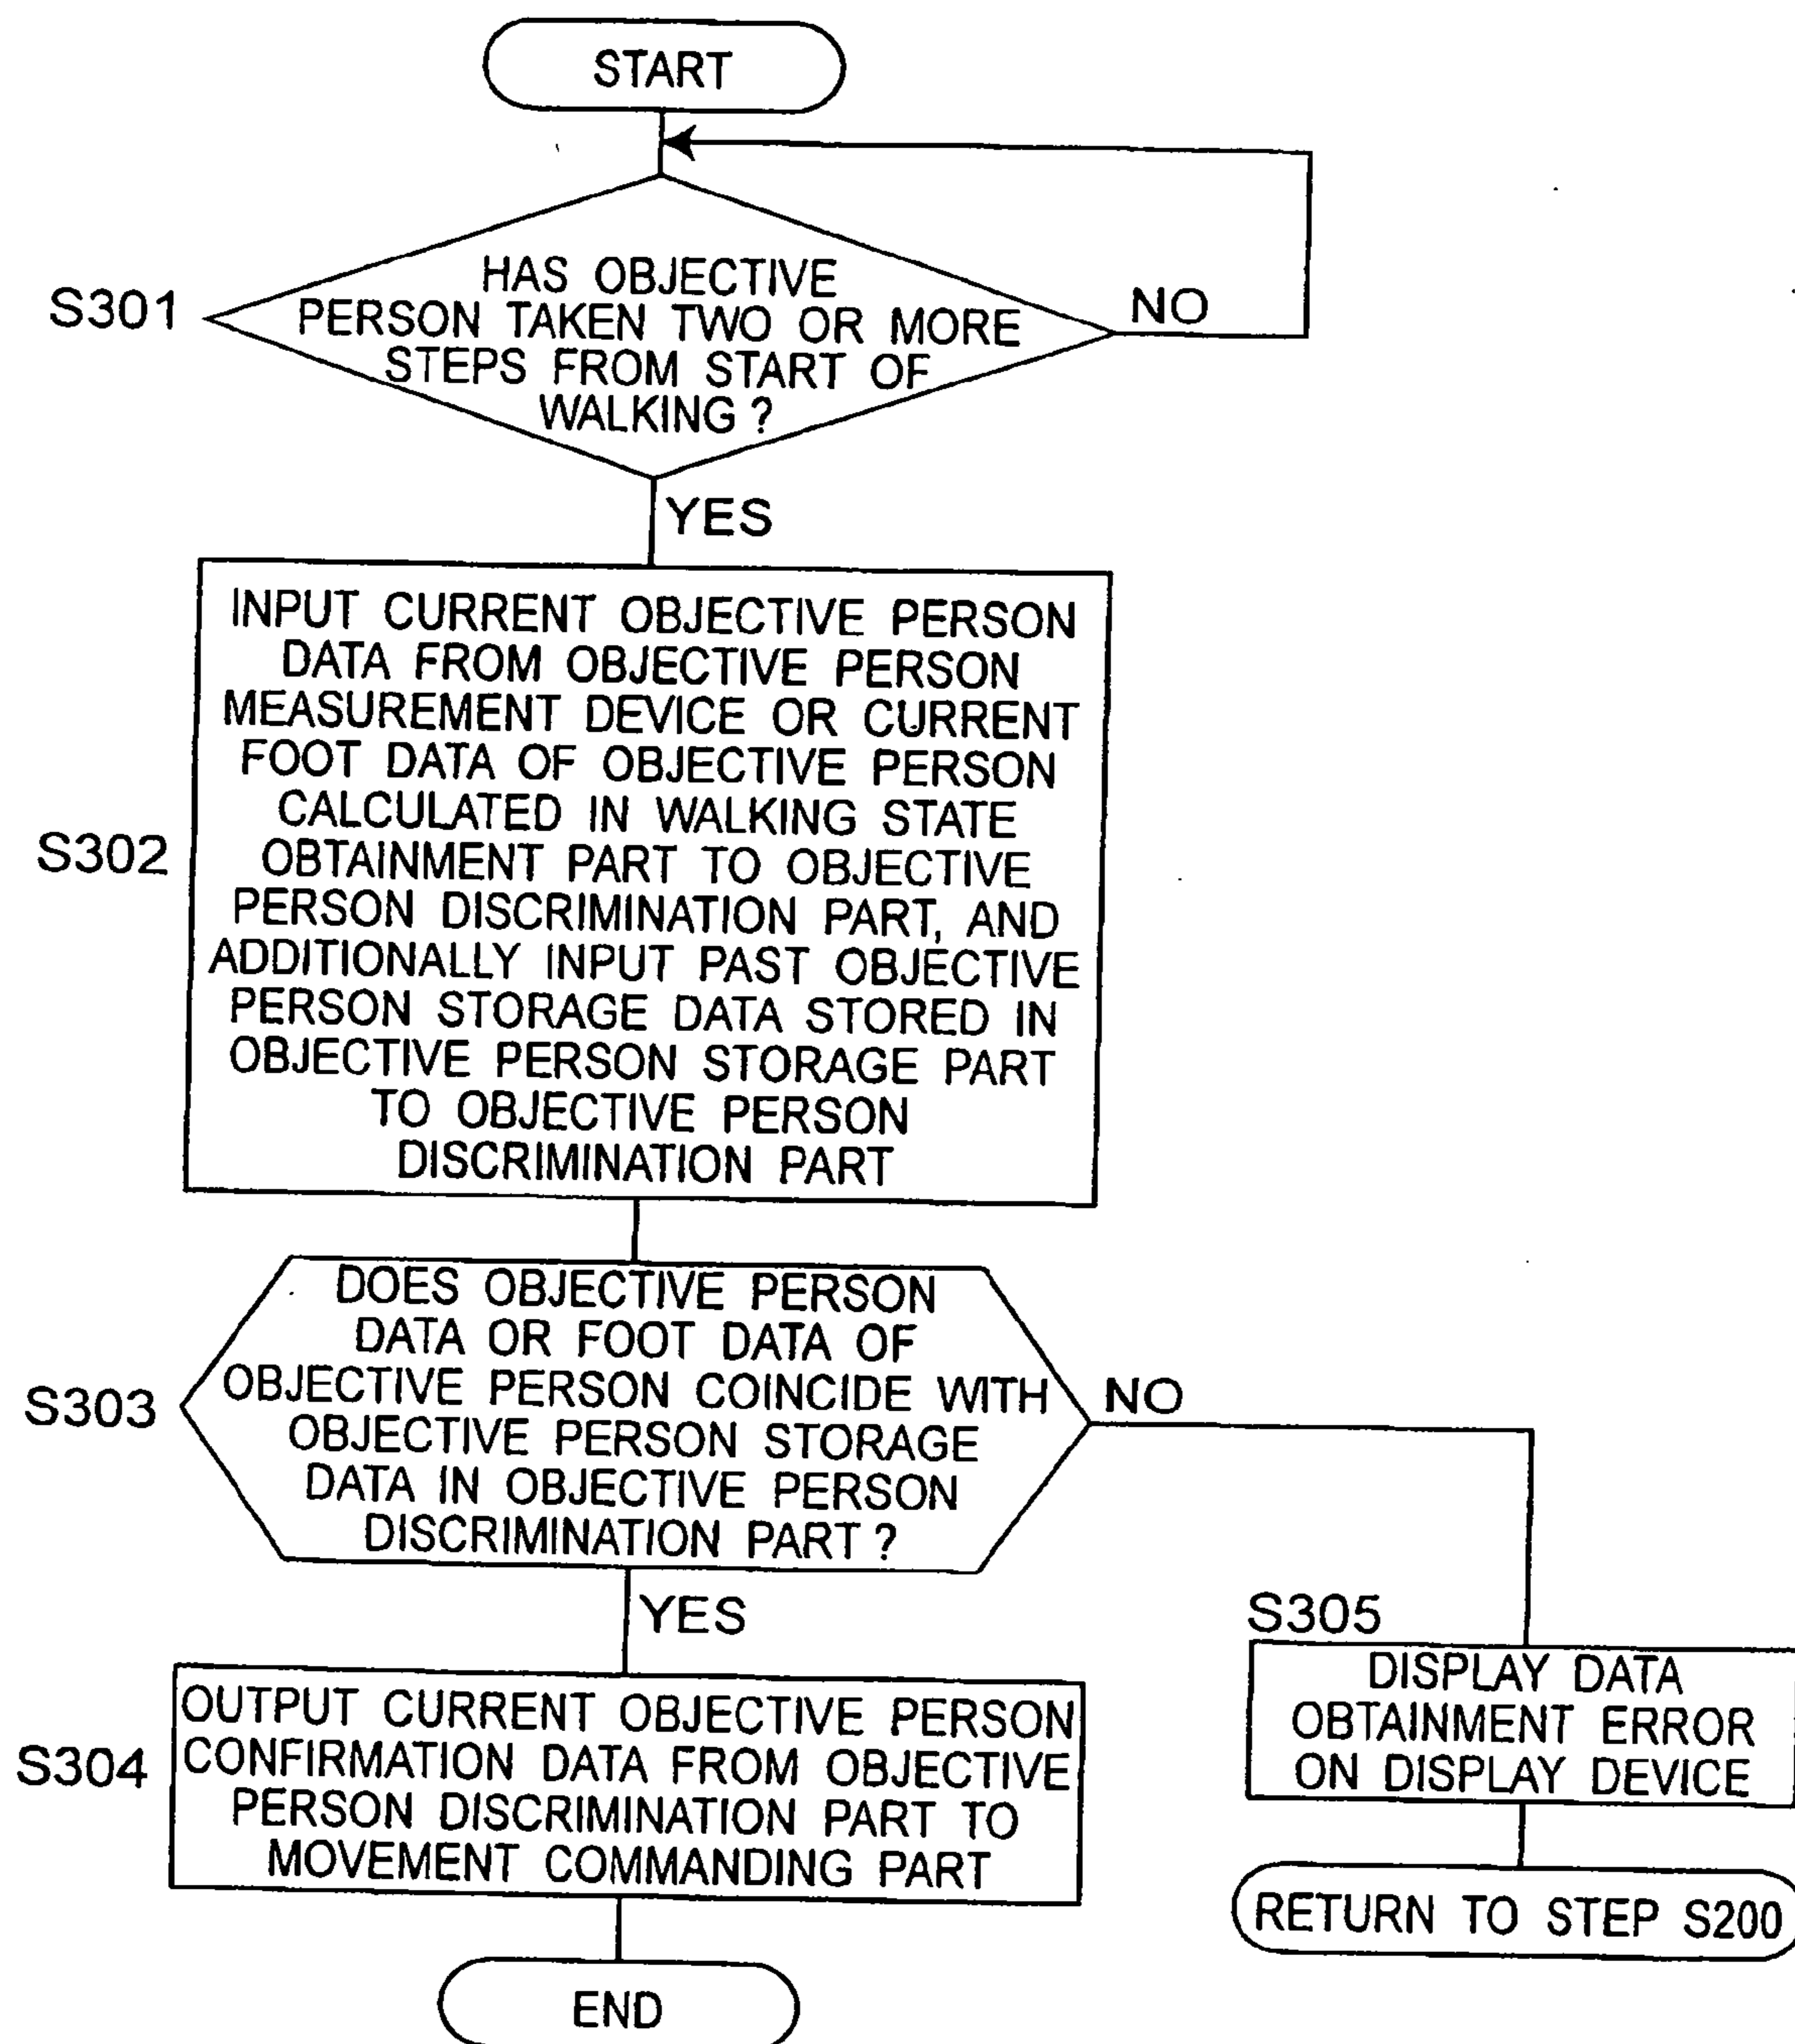 START
S301
HAS OBJECTIVE
PERSON TAKEN TWO OR MORE
STEPS FROM START OF
WALKING ?
NO
YES
S302
INPUT CURRENT OBJECTIVE PERSON
DATA FROM OBJECTIVE PERSON
MEASUREMENT DEVICE OR CURRENT
FOOT DATA OF OBJECTIVE PERSON
CALCULATED IN WALKING STATE
OBTAINMENT PART TO OBJECTIVE
PERSON DISCRIMINATION PART, AND
ADDITIONALLY INPUT PAST OBJECTIVE
PERSON STORAGE DATA STORED IN
OBJECTIVE PERSON STORAGE PART
TO OBJECTIVE PERSON
DISCRIMINATION PART
S303
DOES OBJECTIVE PERSON
DATA OR FOOT DATA OF
OBJECTIVE PERSON COINCIDE WITH
OBJECTIVE PERSON STORAGE
DATA IN OBJECTIVE PERSON
DISCRIMINATION PART ?
NO
YES
S304
OUTPUT CURRENT OBJECTIVE PERSON
CONFIRMATION DATA FROM OBJECTIVE
PERSON DISCRIMINATION PART TO
MOVEMENT COMMANDING PART
END
S305
DISPLAY DATA
OBTAINMENT ERROR
ON DISPLAY DEVICE
RETURN TO STEP S200